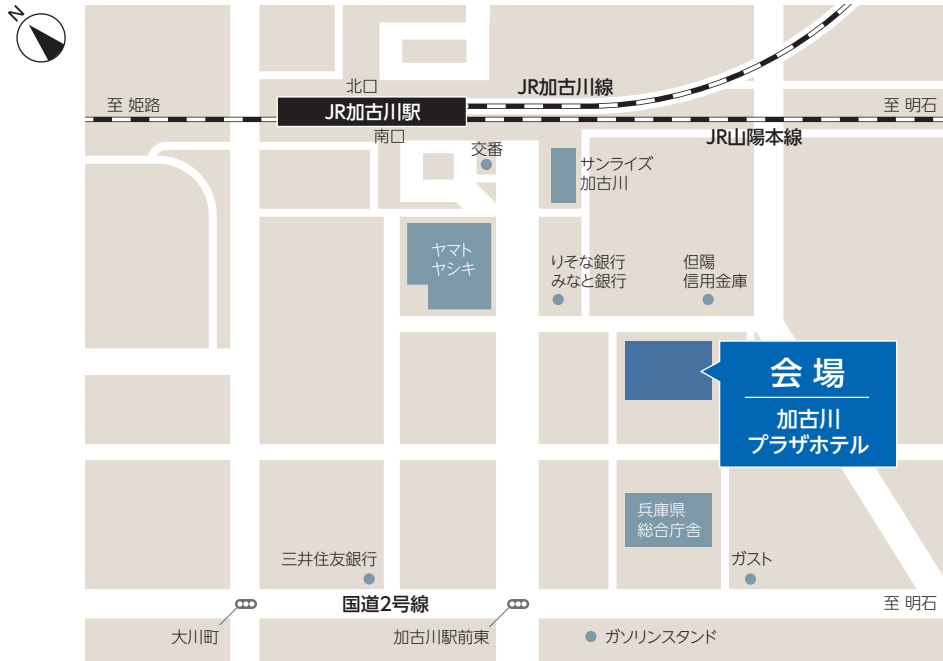 N
北口
JR加古川線
至 姫路
JR加古川駅
至 明石
南口
JR山陽本線
交番
サンライズ
加古川
ヤマト
ヤシキ
りそな銀行
みなと銀行
但陽
信用金庫
会場
加古川
プラザホテル
兵庫県
総合庁舎
三井住友銀行
ガスト
国道2号線
至 明石
大川町
加古川駅前東
ガソリンスタンド